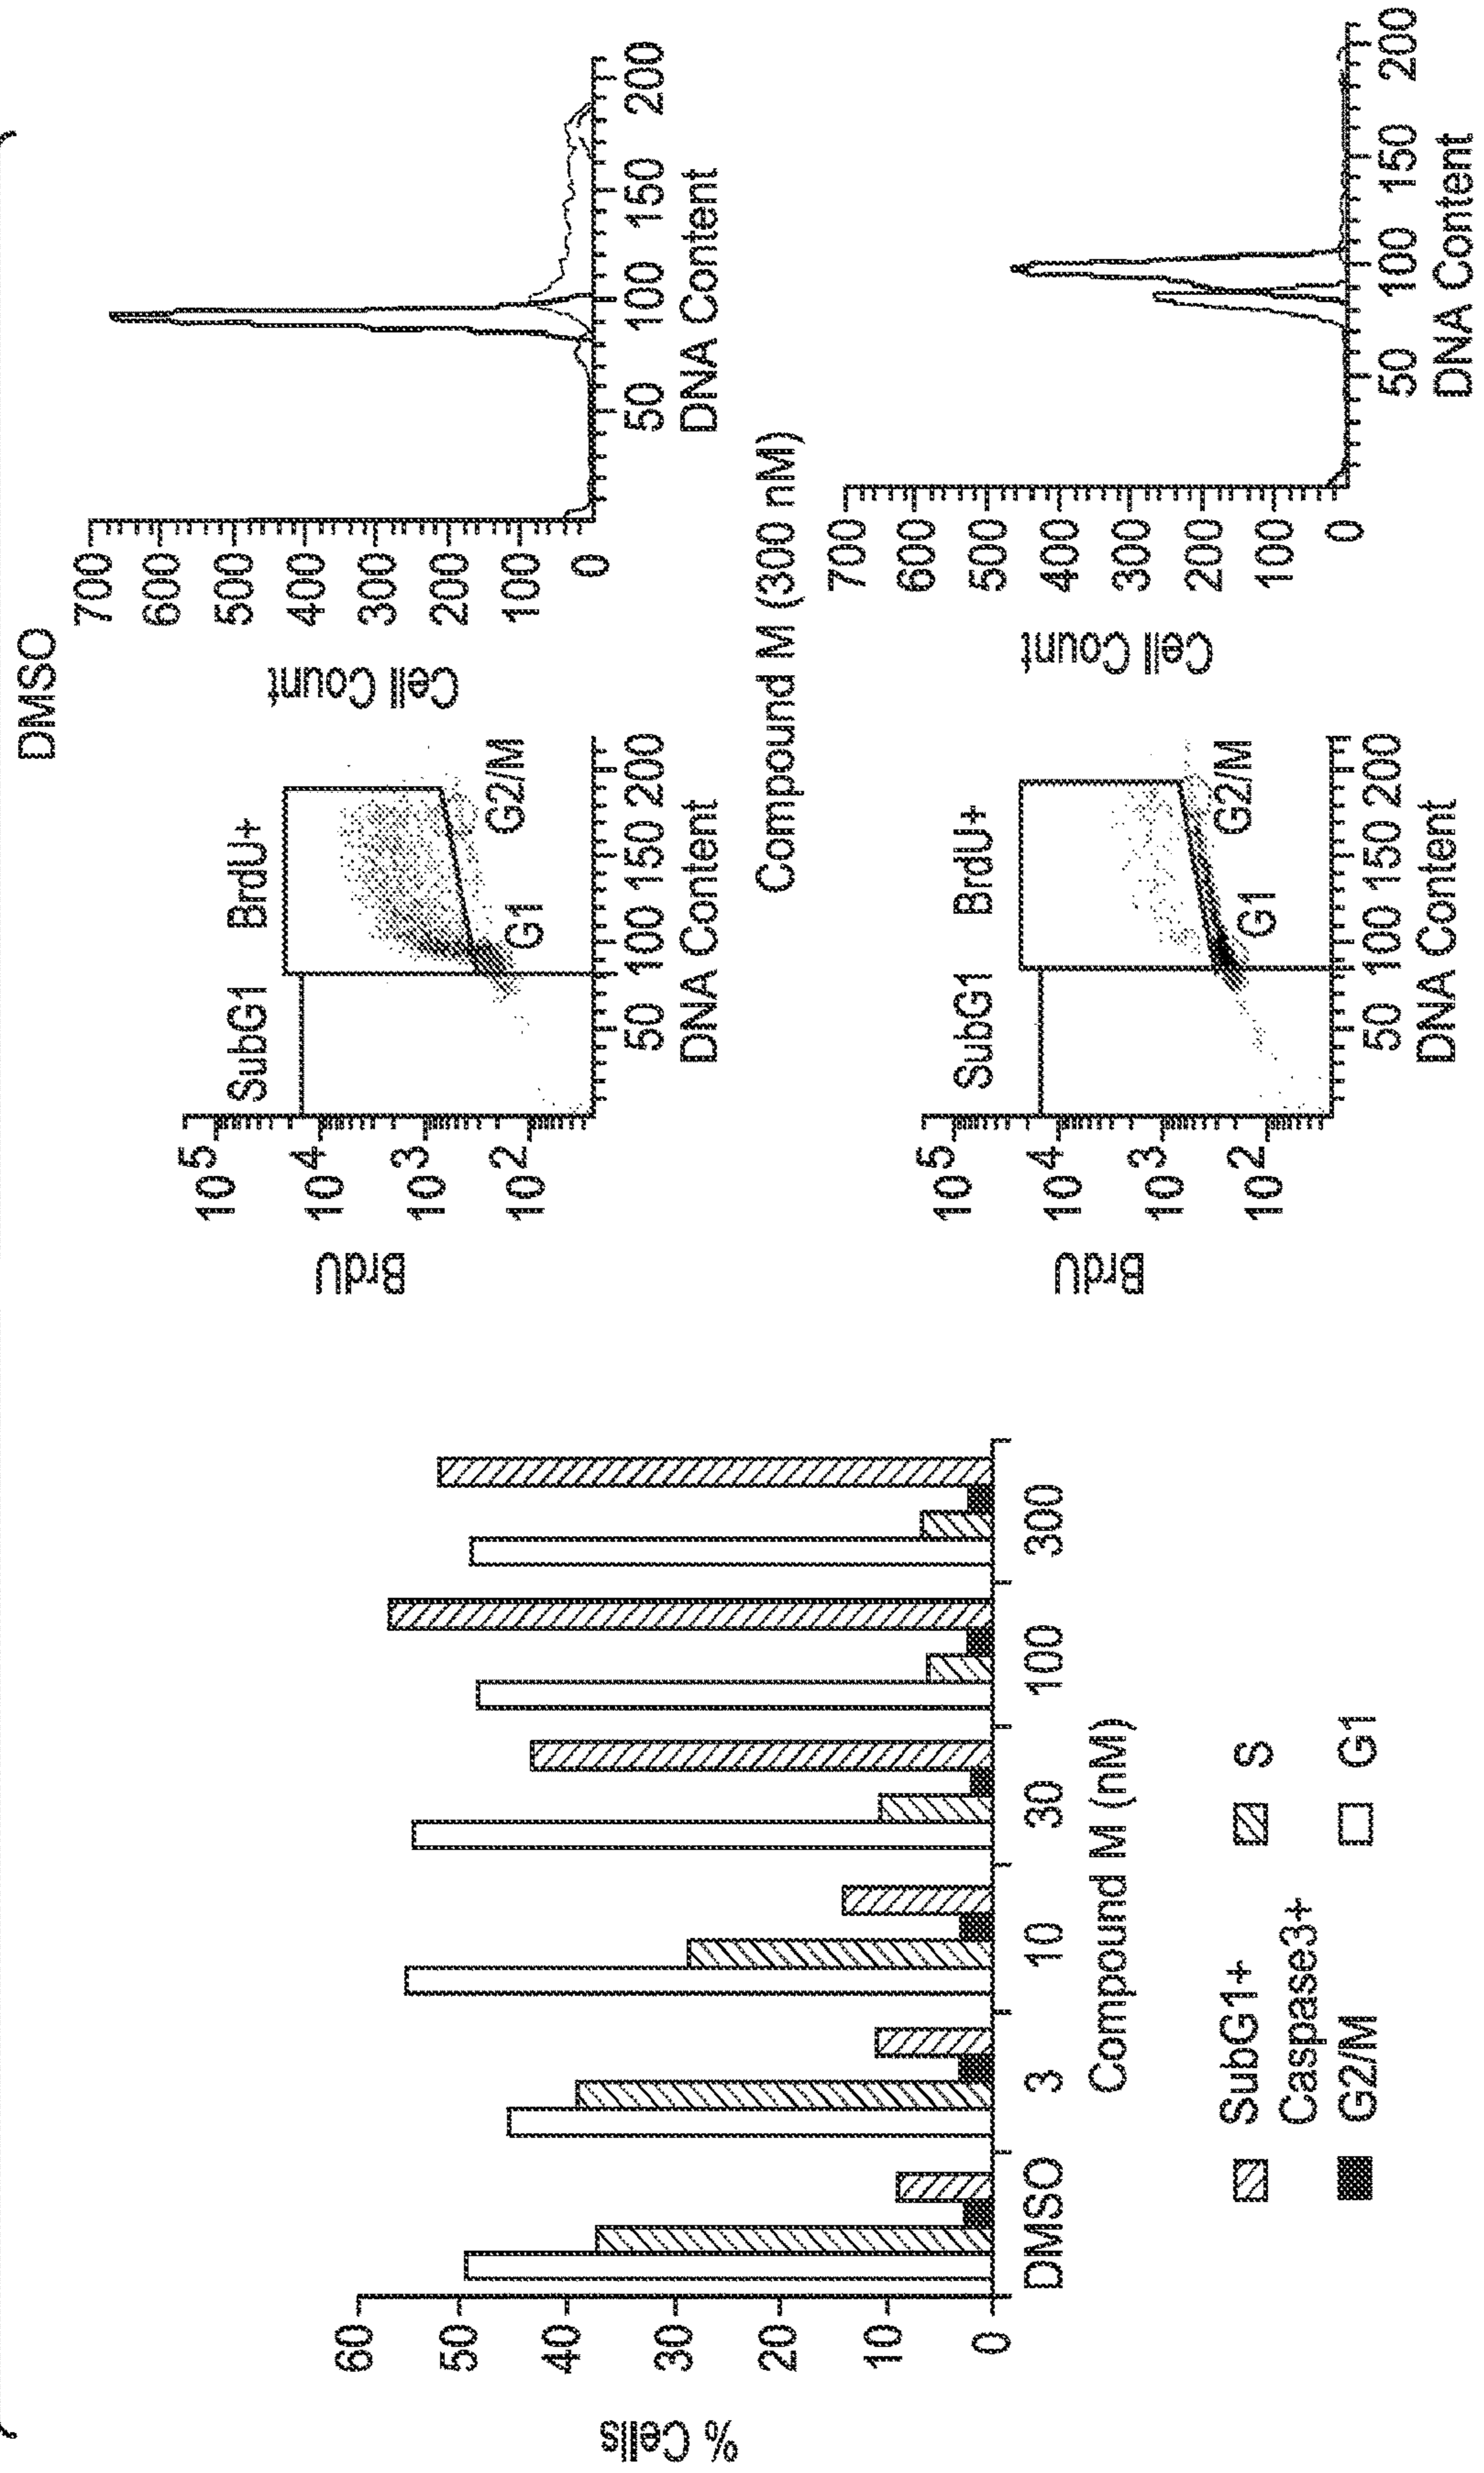 % Cells
60
50
40
30
20
10
0
DMSO 3 10 30 100 300
Compound M (nM)
SubG1+
Caspase3+
S
G2/M
G1
DMSO
BrdU
10 5
10 4
10 3
10 2
SubG1
BrdU+
G1
G2/M
50 100 150 200
DNA Content
Cell Count
700
600
500
400
300
200
100
0
50 100 150 200
DNA Content
Compound M (300 nM)
BrdU
10 5
10 4
10 3
10 2
SubG1
BrdU+
G1
G2/M
50 100 150 200
DNA Content
Cell Count
700
600
500
400
300
200
100
0
50 100 150 200
DNA Content